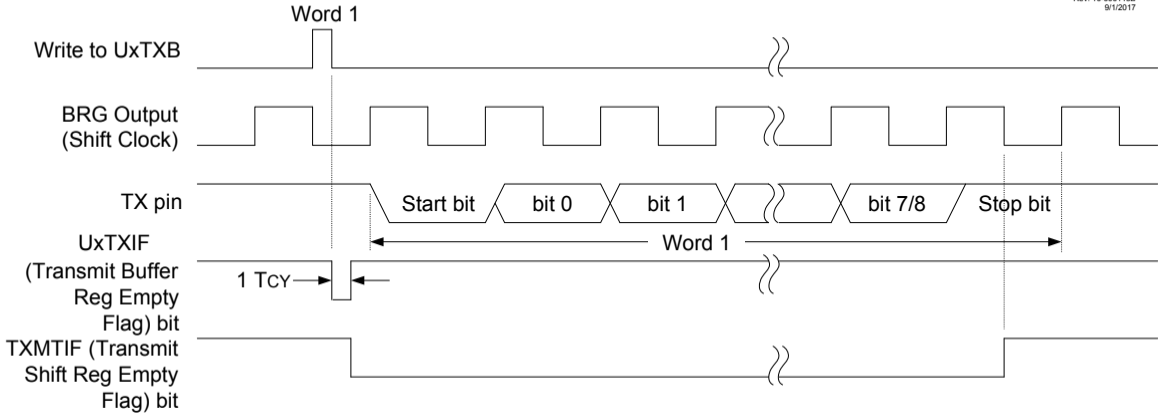 9/1/2017
Word 1
Write to UxTXB
BRG Output
(Shift Clock)
TX pin
Start bit
bit 0
bit 1
bit 7/8
Stop bit
Word 1
UxTXIF
(Transmit Buffer
Reg Empty
Flag) bit
1 TCY
TXMTIF (Transmit
Shift Reg Empty
Flag) bit